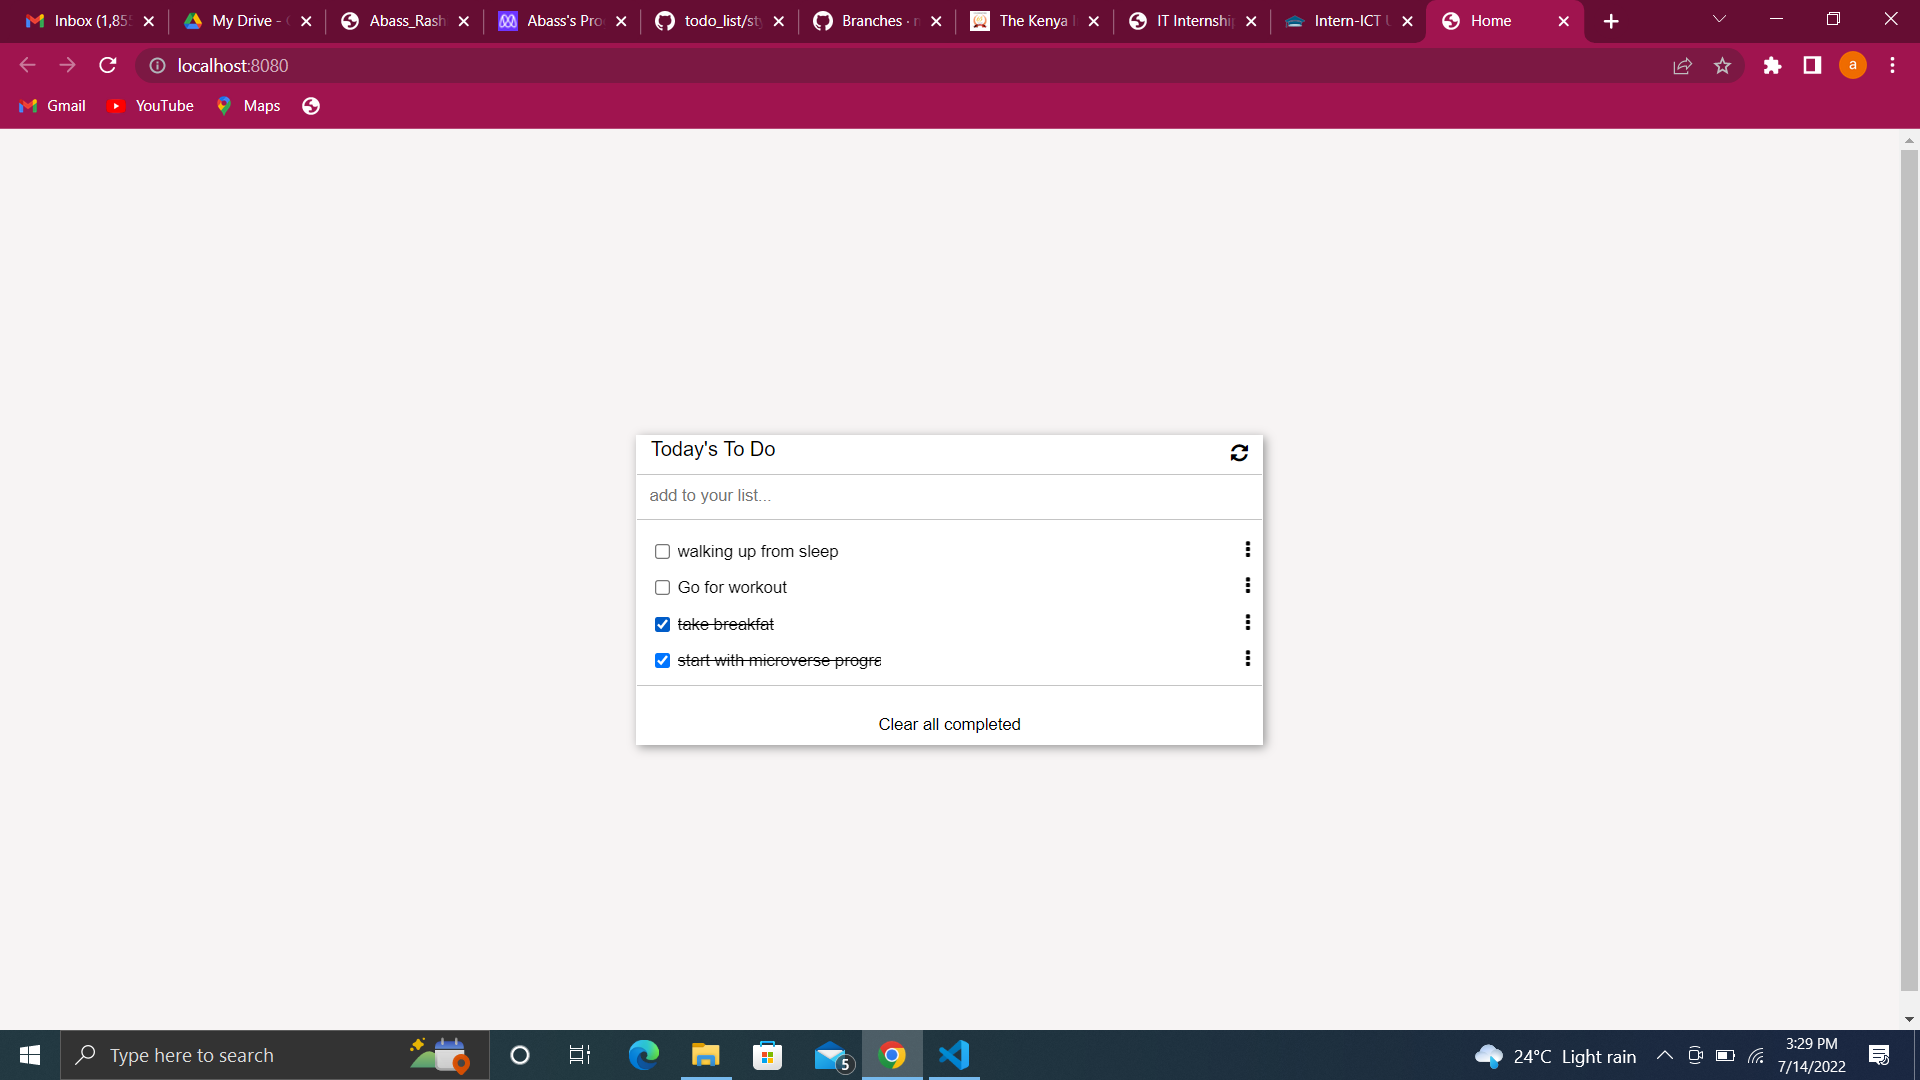 Inbox (1,855
My Drive -
Abass_Rash
Abass's Pro
todo_list/sty
Branches ·
The Kenya
IT Internship
Intern-ICT
Home
localhost:8080
a
Gmail
YouTube
Maps
Today's To Do
add to your list...
walking up from sleep
Go for workout
take breakfat
start with microverse progra
Clear all completed
Type here to search
5
24°C Light rain
3:29 PM
7/14/2022